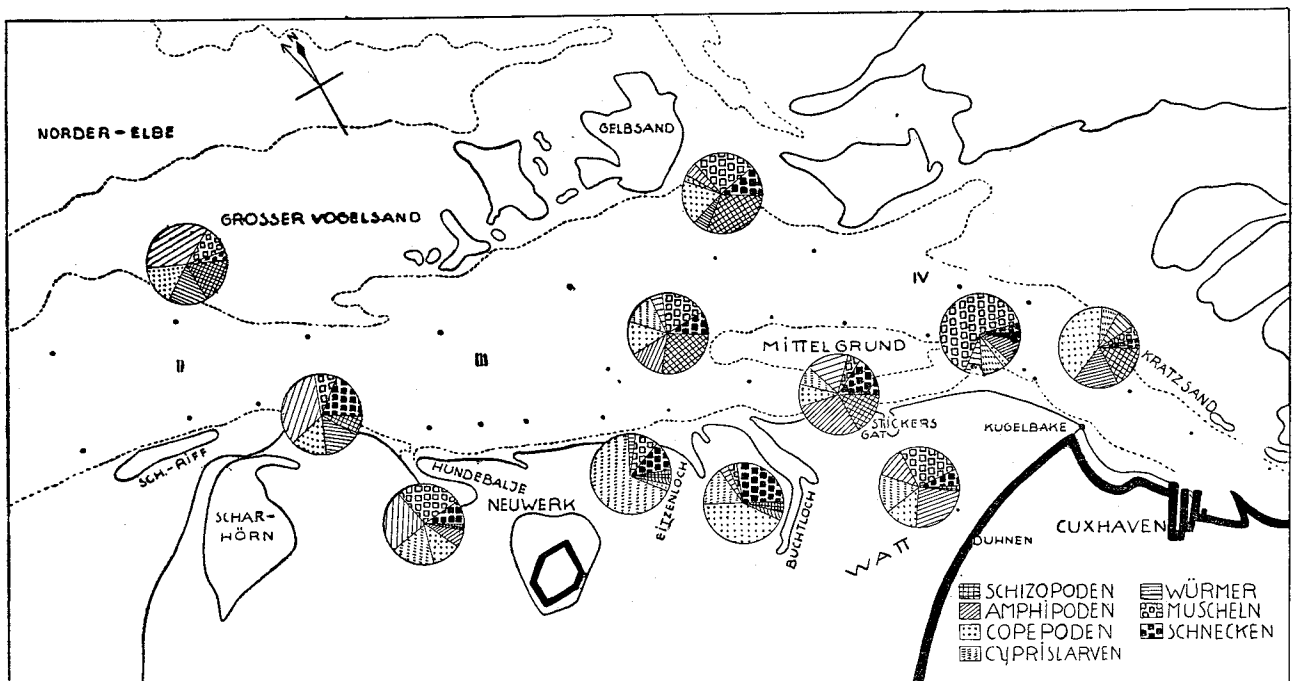 N
NORDER-ELBE
GELBSAND
GROSSER VOGELSAND
IV
II
III
MITTELGRUND
KRATZSAND
STICKERS
GAT
KUGELBAKE
SCH.-RIFF
HUNDEBALJE
NEUWERK
EITZENLOCH
BUCHTLOCH
WATT
SCHAR-
HÖRN
DUHNEN
CUXHAVEN
SCHIZOPODEN
AMPHIPODEN
COPEPODEN
CYPRISLARVEN
WÜRMER
MUSCHELN
SCHNECKEN